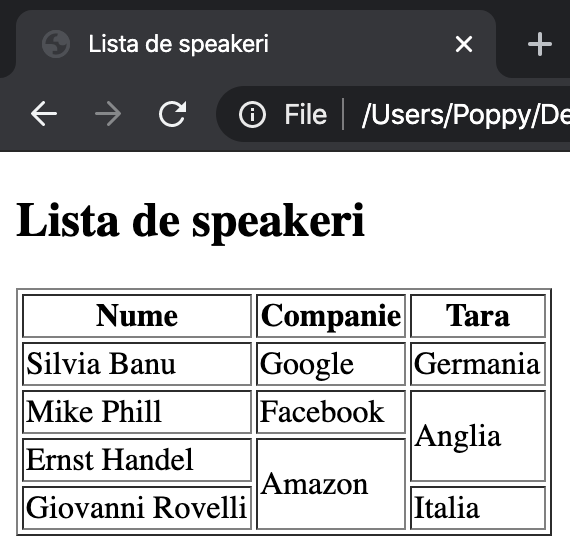 Lista de speakeri
File /Users/Poppy/De
Lista de speakeri
Nume Companie Tara
Silvia Banu Google Germania
Mike Phill Facebook Anglia
Ernst Handel Amazon
Giovanni Rovelli Italia